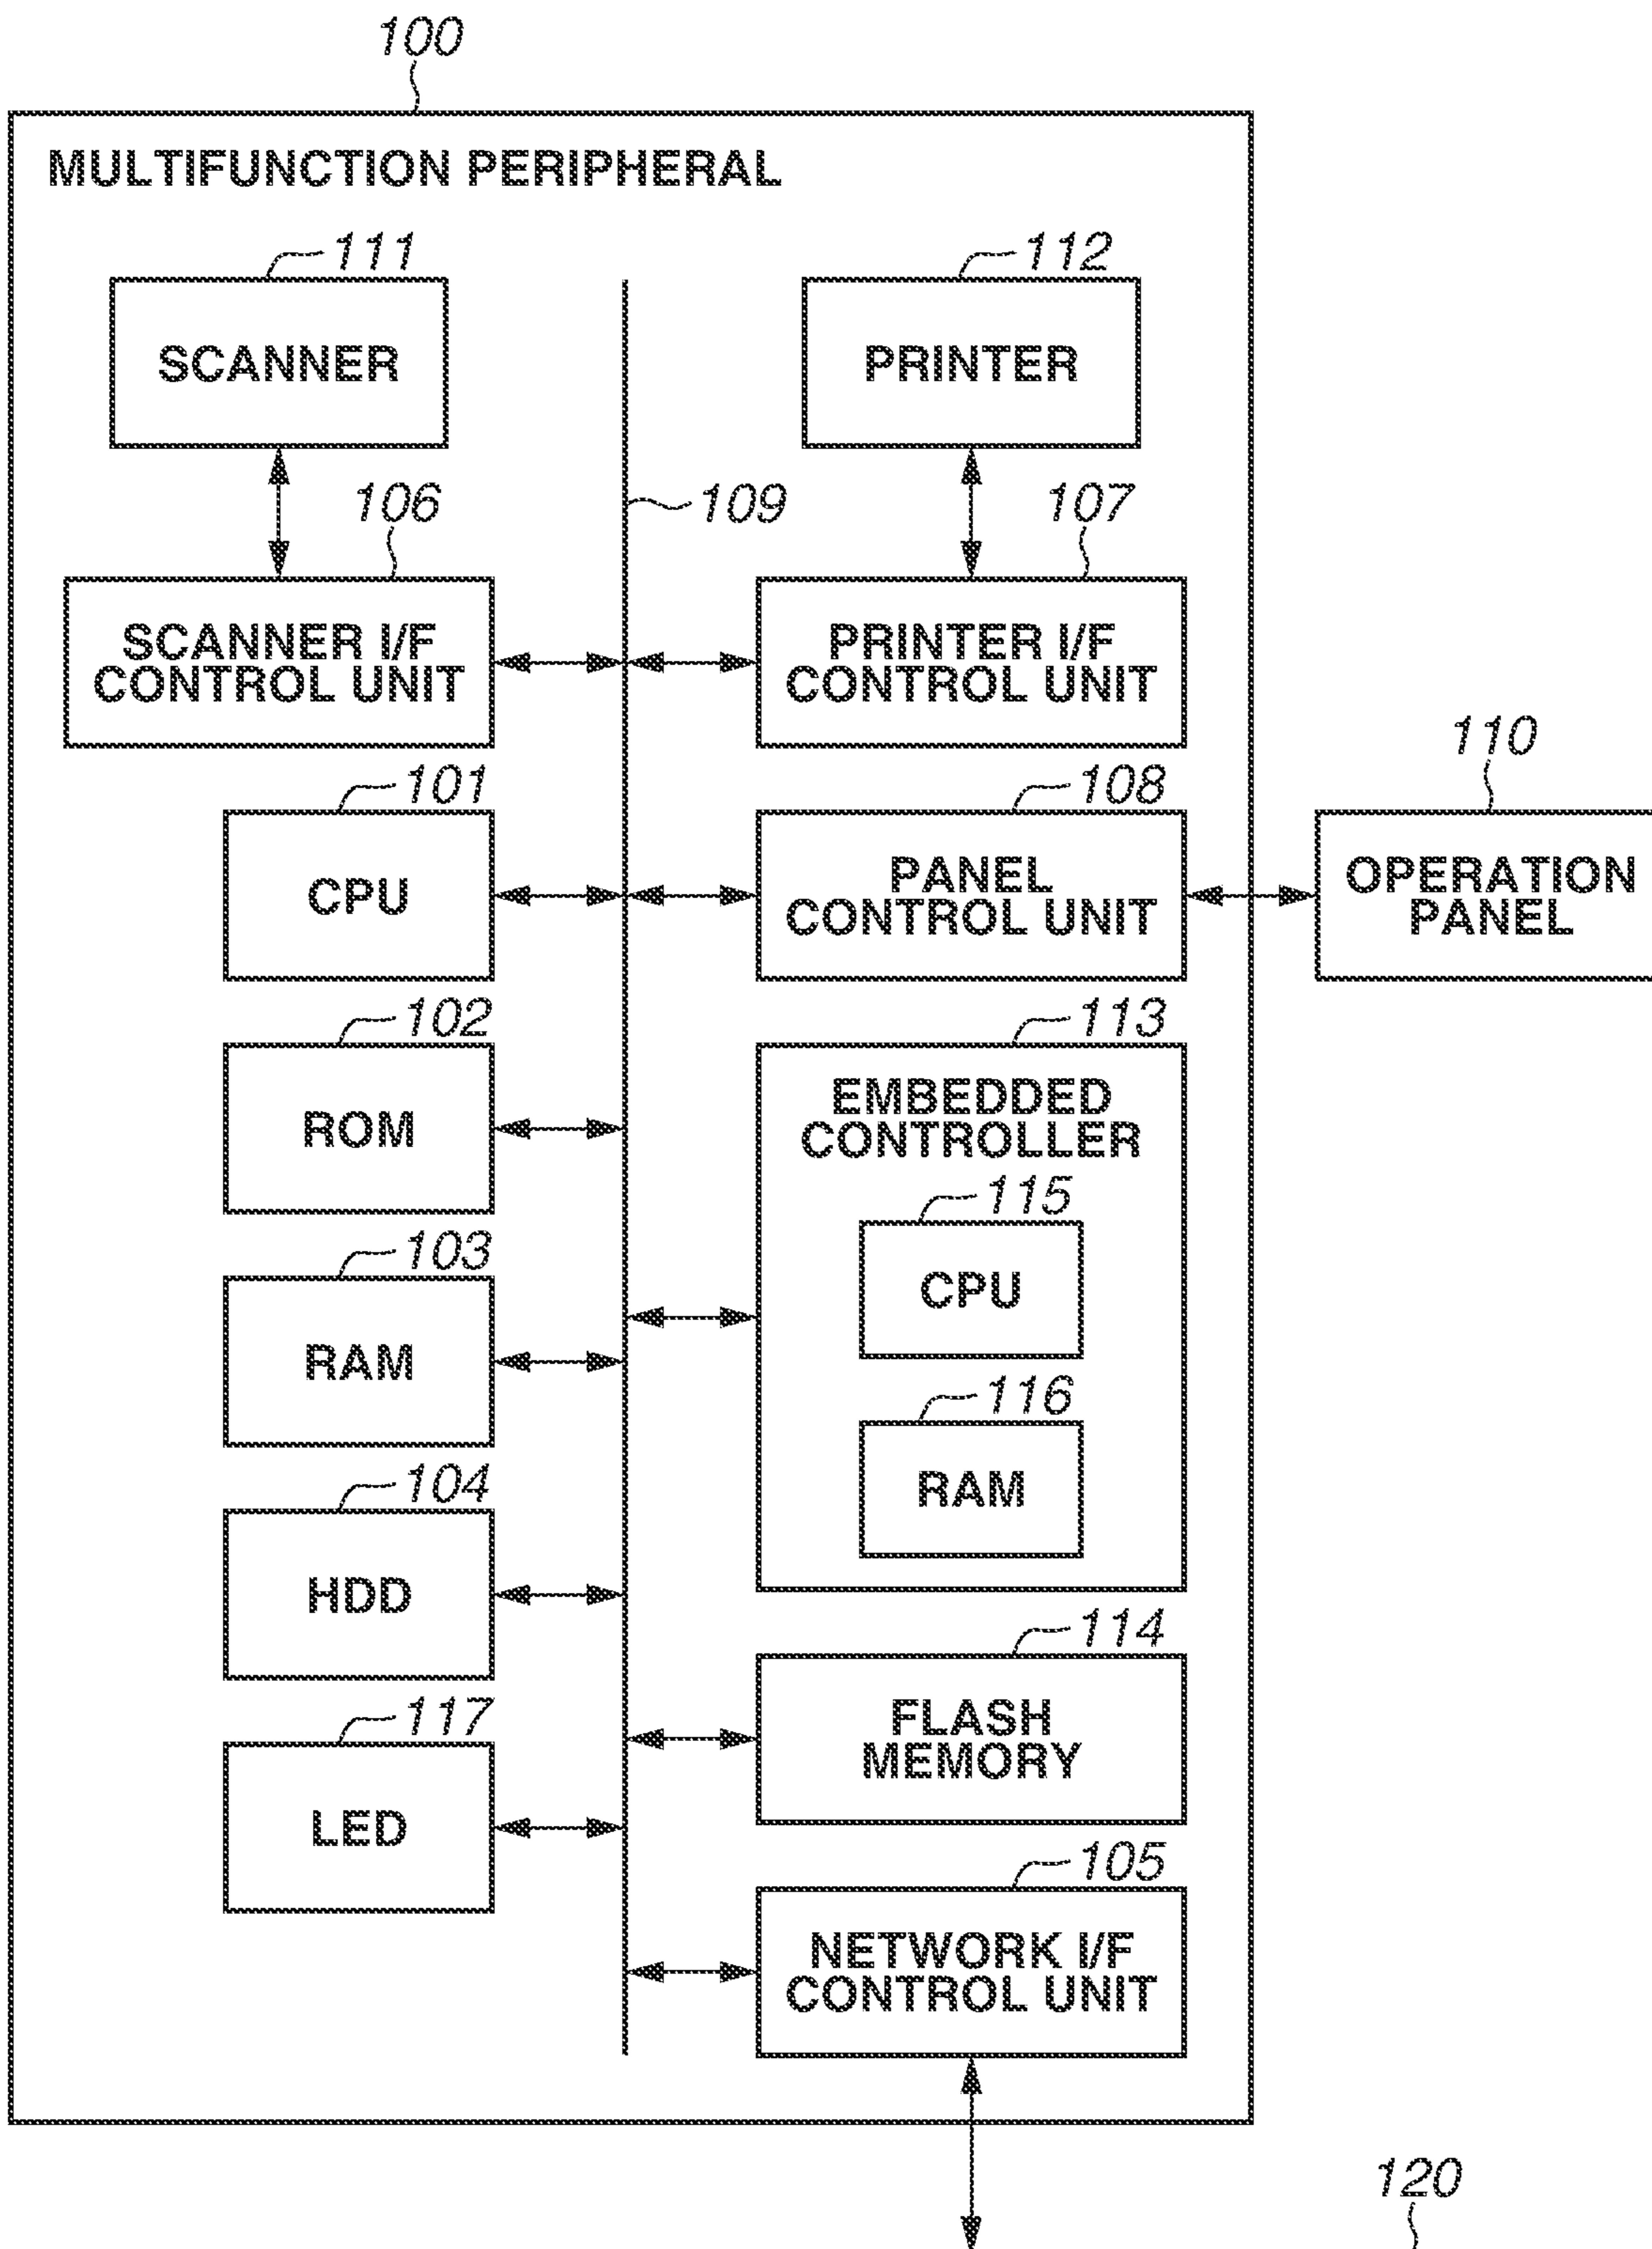 100
MULTIFUNCTION PERIPHERAL
111
112
SCANNER
PRINTER
106
109
107
SCANNER I/F
CONTROL UNIT
PRINTER I/F
CONTROL UNIT
110
101
108
CPU
PANEL
CONTROL UNIT
OPERATION
PANEL
102
113
ROM
EMBEDDED
CONTROLLER
115
CPU
103
RAM
116
RAM
104
HDD
114
FLASH
MEMORY
117
LED
105
NETWORK I/F
CONTROL UNIT
120